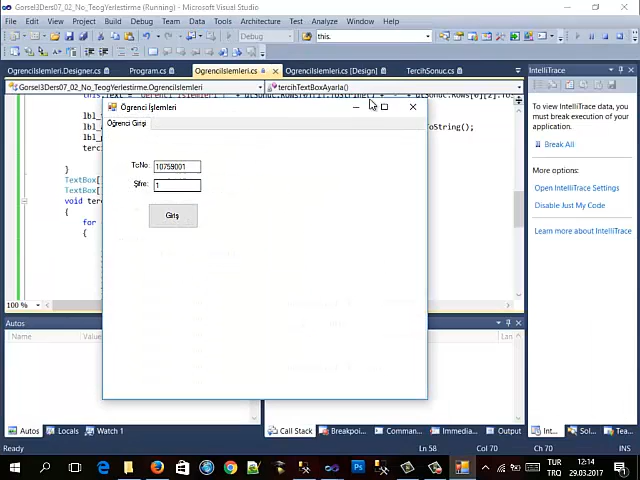 Gorsel3Ders07_02_No_TeogYerlestirme (Running) - Microsoft Visual Studio
File Edit View Project Build Debug Team Data Tools Architecture Test Analyze Window Help
Debug this.
OgrenciIslemleri.Designer.cs Program.cs OgrenciIslemleri.cs OgrenciIslemleri.cs [Design] TercihSonuc.cs
Gorsel3Ders07_02_No_TeogYerlestirme.OgrenciIslemleri tercihTextBoxAyarla()
Öğrenci İşlemleri
Öğrenci Girişi
TcNo: 10759001
Şifre: 1
Giriş
lbl_
lbl_
lbl_
oString();
terc
}
TextBox[
TextBox[
void terc
{
for
{
100 %
IntelliTrace
To view IntelliTrace data, you must break execution of your application.
Break All
Open IntelliTrace Settings
Disable Just My Code
Learn more about IntelliTrace
Autos
Name Valu Lan
Autos Locals Watch 1
Call Stack Breakpoi... Comman... Immedia... Output
Int... Sol... Tea...
Ready Ln 58 Col 70 Ch 70 INS
TUR
TRQ
12:14
29.03.2017